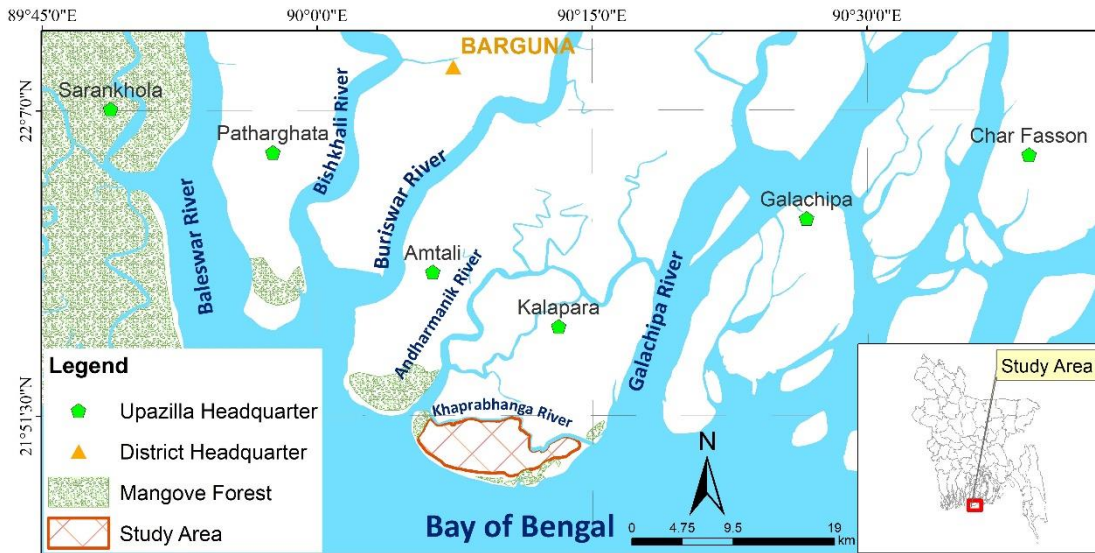 89°45'0"E
90°0'0"E
90°15'0"E
90°30'0"E
22°7'0"N
21°51'30"N
BARGUNA
Sarankhola
Patharghata
Bishkhali River
Char Fasson
Baleswar River
Buriswar River
Galachipa
Amtali
Andharmanik River
Kalapara
Galachipa River
Khaprabhanga River
Bay of Bengal
Legend
Upazilla Headquarter
District Headquarter
Mangove Forest
Study Area
N
0 4.75 9.5 19
km
Study Area